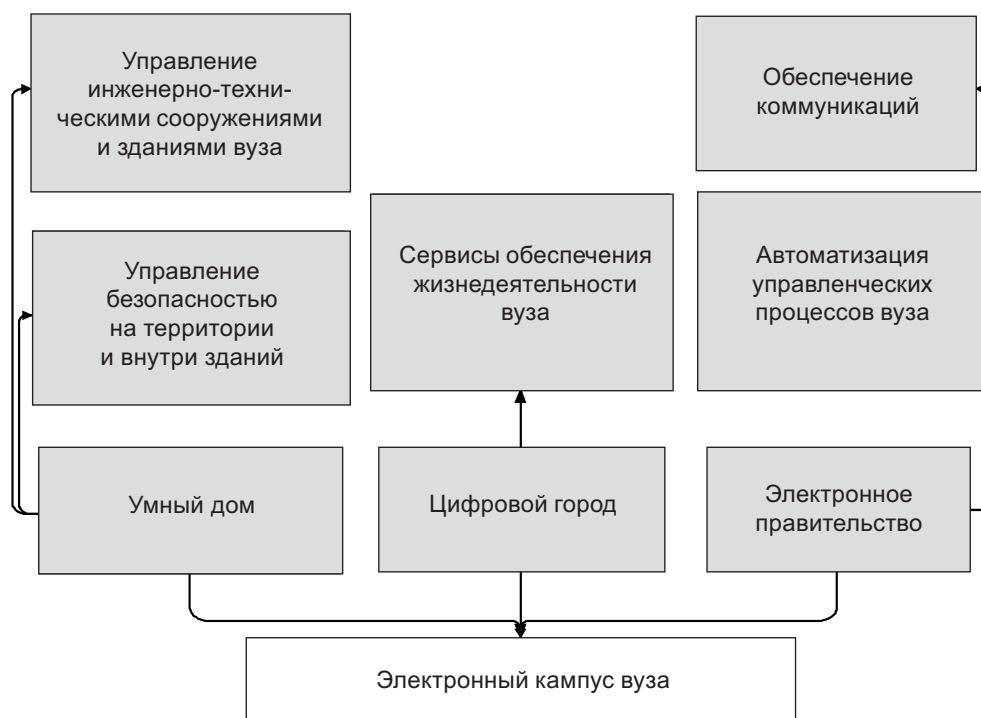 Управление
инженерно-техни-
ческими сооружениями
и зданиями вуза
Обеспечение
коммуникаций
Управление
безопасностью
на территории
и внутри зданий
Сервисы обеспечения
жизнедеятельности
вуза
Автоматизация
управленческих
процессов вуза
Умный дом
Цифровой город
Электронное
правительство
Электронный кампус вуза